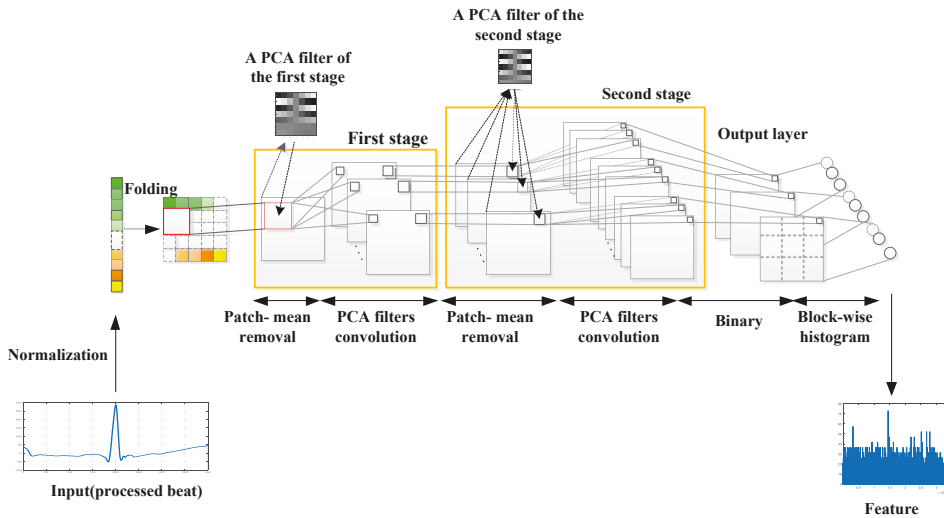 A PCA filter of the
second stage
A PCA filter of
the first stage
Second stage
First stage
Output layer
Folding
Patch- mean
removal
PCA filters
convolution
Patch- mean
removal
PCA filters
convolution
Binary
Block-wise
histogram
Normalization
Input(processed beat)
Feature